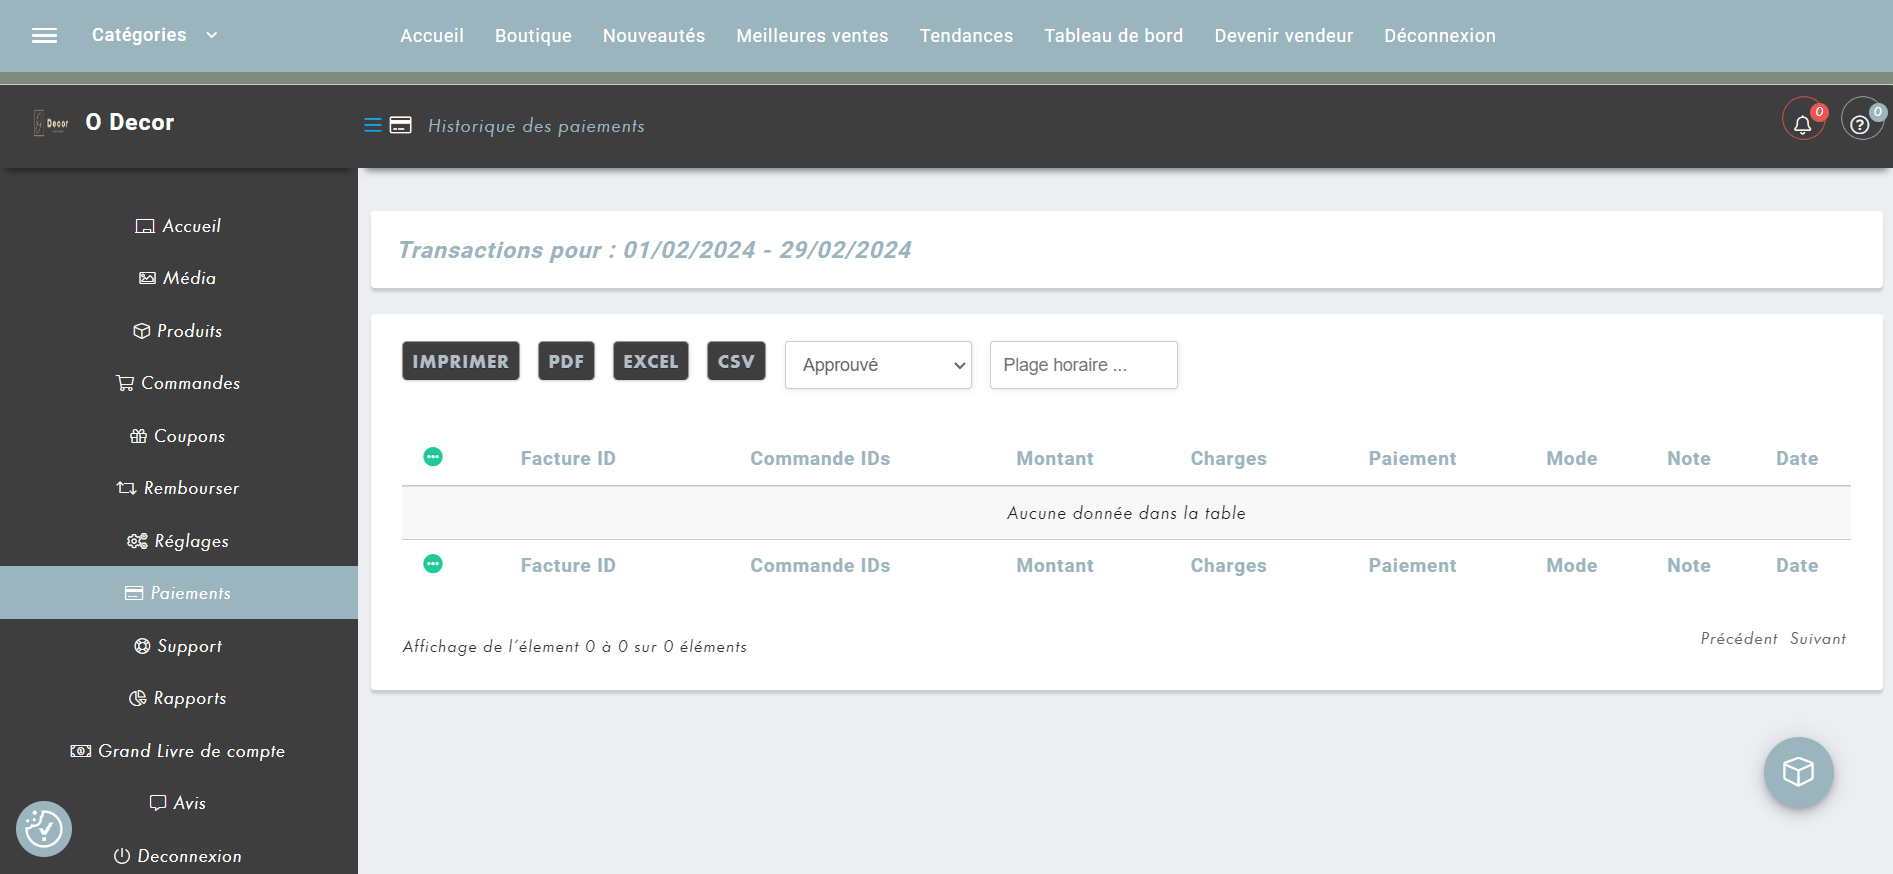 Catégories
Accueil Boutique Nouveautés Meilleures ventes Tendances Tableau de bord Devenir vendeur Déconnexion
Decor
O Decor
Historique des paiements
0
0
Accueil
Média
Produits
Commandes
Coupons
Rembourser
Réglages
Paiements
Support
Rapports
Grand Livre de compte
Avis
Deconnexion
Transactions pour : 01/02/2024 - 29/02/2024
IMPRIMER PDF EXCEL CSV Approuvé Plage horaire ...
Facture ID Commande IDs Montant Charges Paiement Mode Note Date
Aucune donnée dans la table
Facture ID Commande IDs Montant Charges Paiement Mode Note Date
Affichage de l'élement 0 à 0 sur 0 éléments
Précédent Suivant